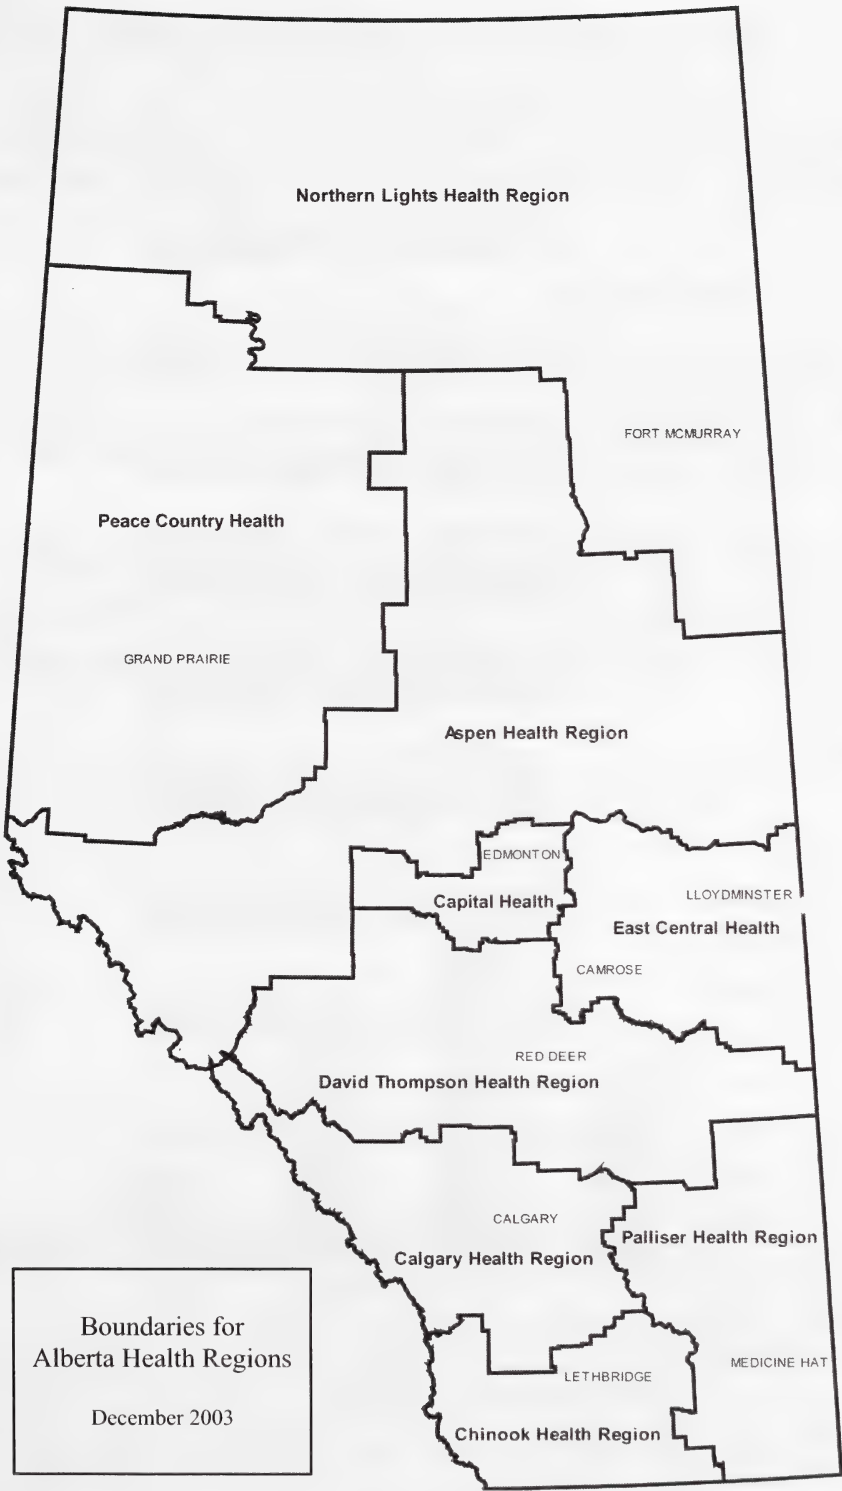 Northern Lights Health Region
FORT MCMURRAY
Peace Country Health
GRAND PRAIRIE
Aspen Health Region
EDMONTON
LLOYDMINSTER
Capital Health
East Central Health
CAMROSE
RED DEER
David Thompson Health Region
CALGARY
Palliser Health Region
Calgary Health Region
MEDICINE HAT
LETHBRIDGE
Chinook Health Region
Boundaries for
Alberta Health Regions
December 2003